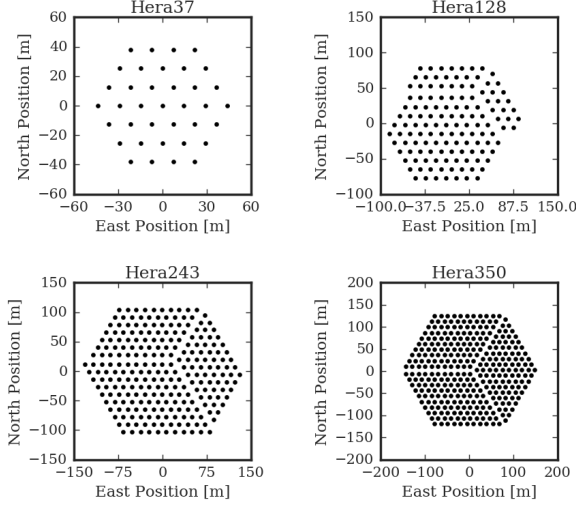 Hera37
North Position [m]
60
40
20
0
−20
−40
−60
−60 −30 0 30 60
East Position [m]
Hera128
North Position [m]
150
100
50
0
−50
−100
−100.0−37.5 25.0 87.5 150.0
East Position [m]
Hera243
North Position [m]
150
100
50
0
−50
−100
−150
−150 −75 0 75 150
East Position [m]
Hera350
North Position [m]
200
150
100
50
0
−50
−100
−150
−200
−200 −100 0 100 200
East Position [m]